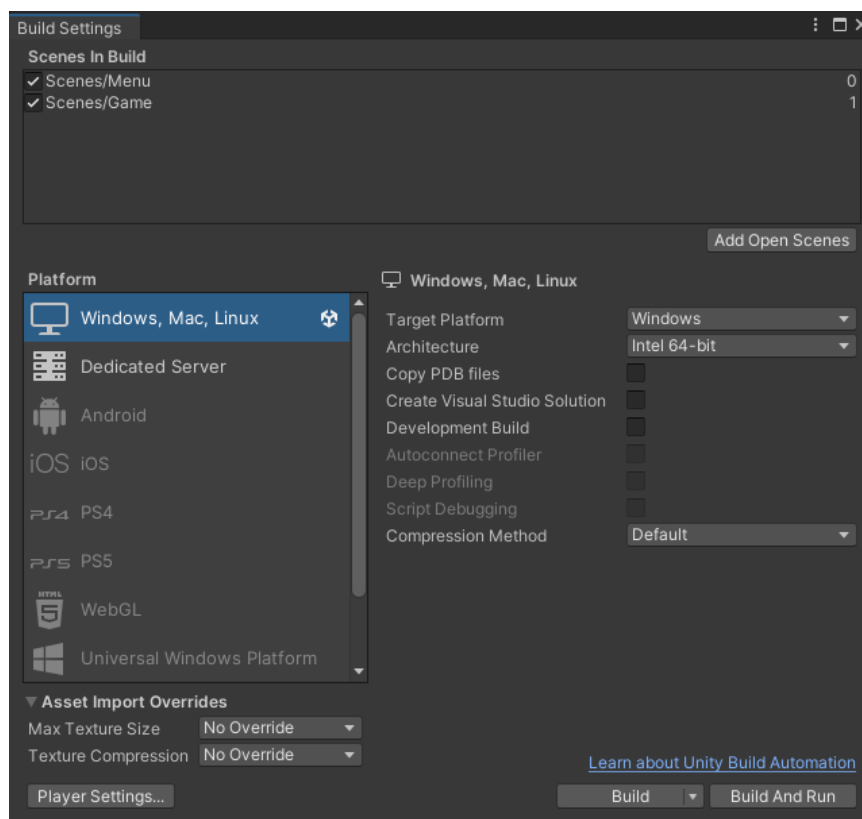 Build Settings
Scenes In Build
Scenes/Menu 0
Scenes/Game 1
Add Open Scenes
Platform
Windows, Mac, Linux
Dedicated Server
Android
iOS iOS
PS4 PS4
PS5 PS5
HTML 5 WebGL
Universal Windows Platform
Windows, Mac, Linux
Target Platform Windows
Architecture Intel 64-bit
Copy PDB files
Create Visual Studio Solution
Development Build
Autoconnect Profiler
Deep Profiling
Script Debugging
Compression Method Default
Asset Import Overrides
Max Texture Size No Override
Texture Compression No Override
Learn about Unity Build Automation
Player Settings... Build Build And Run